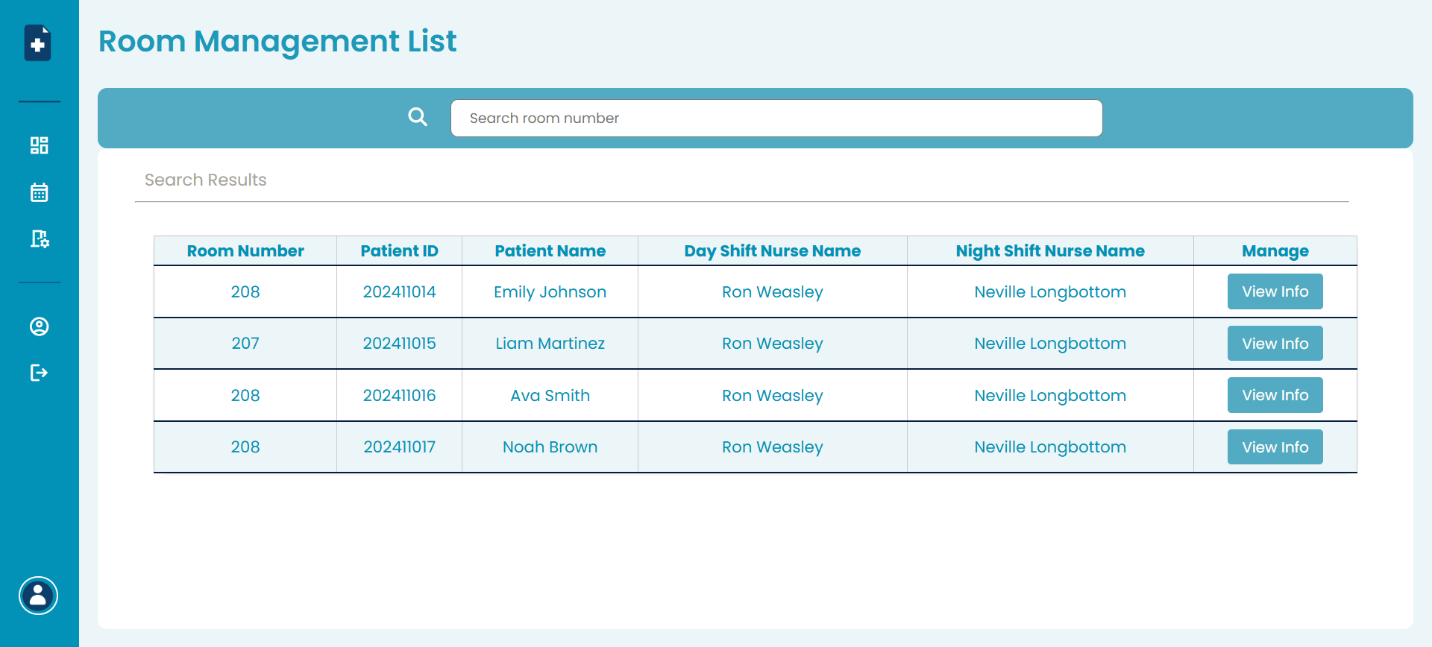 Room Management List
Search room number
Search Results
Room Number Patient ID Patient Name Day Shift Nurse Name Night Shift Nurse Name Manage
208 202411014 Emily Johnson Ron Weasley Neville Longbottom View Info
207 202411015 Liam Martinez Ron Weasley Neville Longbottom View Info
208 202411016 Ava Smith Ron Weasley Neville Longbottom View Info
208 202411017 Noah Brown Ron Weasley Neville Longbottom View Info